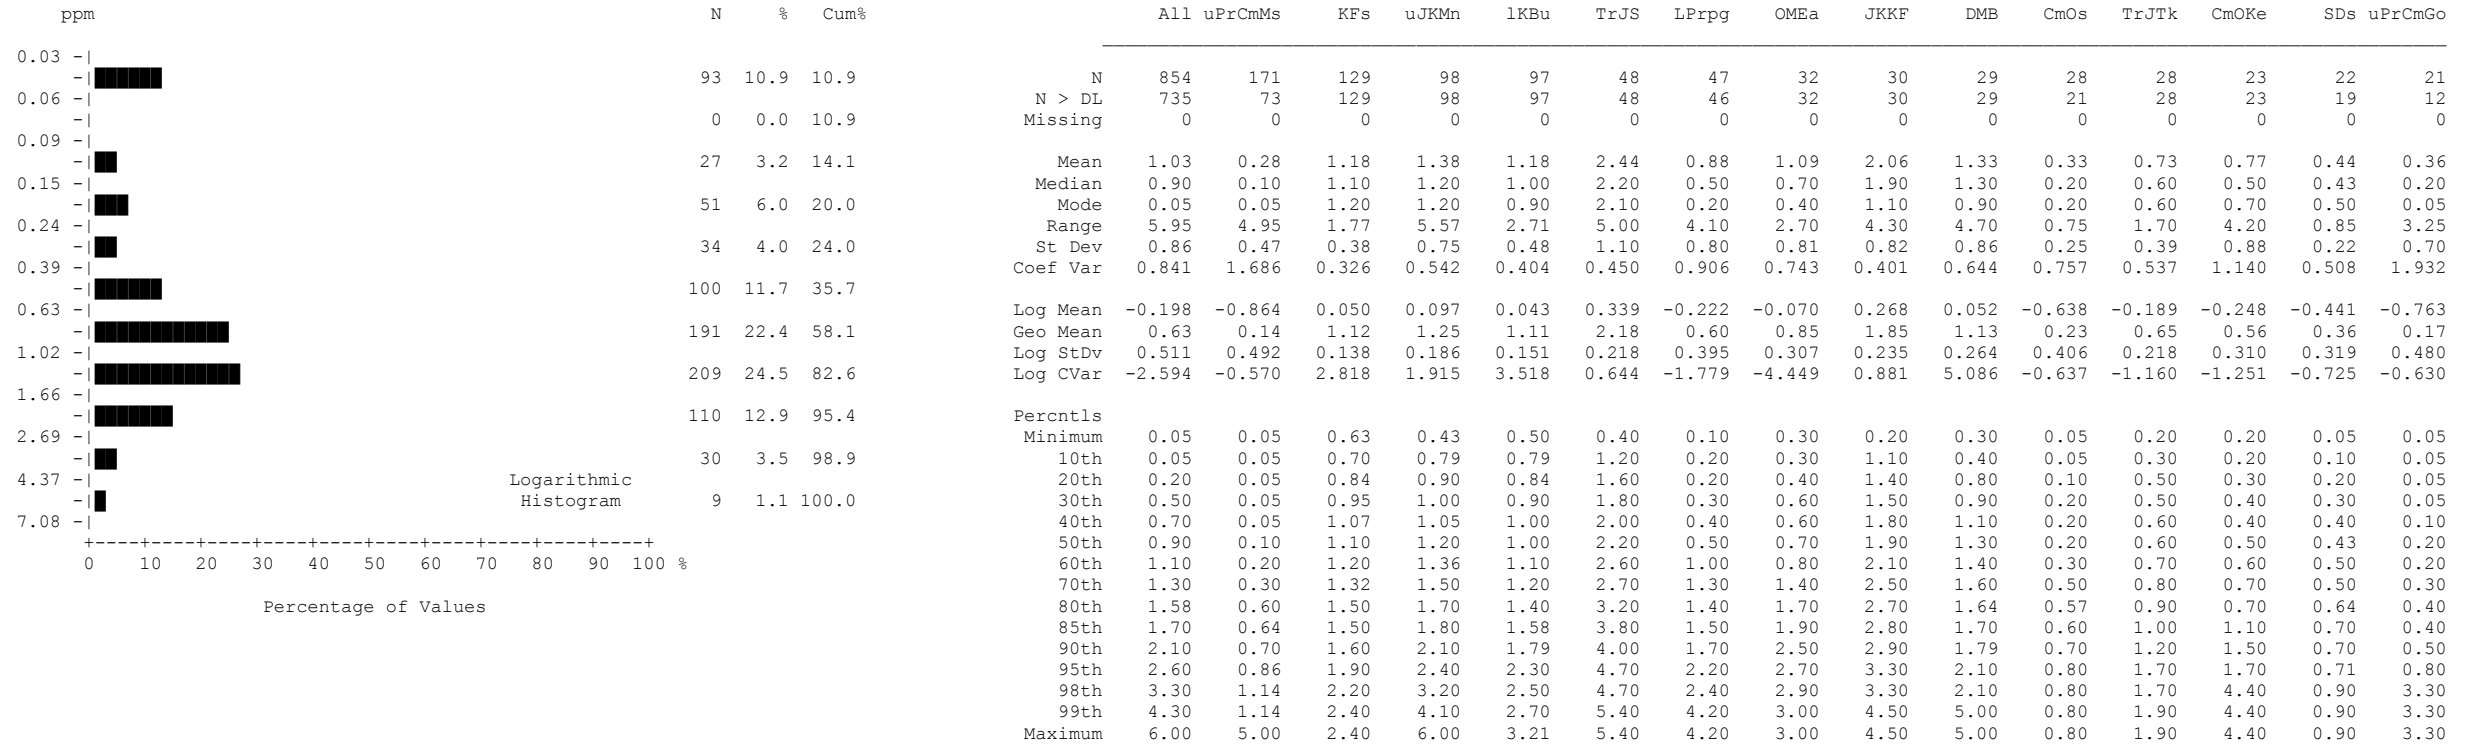 ppm N % Cum% All uPrCmMs KFs uJKMn lKBu TrJS LPrpg OMEa JKKF DMB CmOs TrJTk CmOKe SDs uPrCmGo
0.03 -|
-| 93 10.9 10.9 N 854 171 129 98 97 48 47 32 30 29 28 28 23 22 21
0.06 -| N > DL 735 73 129 98 97 48 46 32 30 29 21 28 23 19 12
-| 0 0.0 10.9 Missing 0 0 0 0 0 0 0 0 0 0 0 0 0 0 0
0.09 -|
-| 27 3.2 14.1 Mean 1.03 0.28 1.18 1.38 1.18 2.44 0.88 1.09 2.06 1.33 0.33 0.73 0.77 0.44 0.36
0.15 -| Median 0.90 0.10 1.10 1.20 1.00 2.20 0.50 0.70 1.90 1.30 0.20 0.60 0.50 0.43 0.20
-| 51 6.0 20.0 Mode 0.05 0.05 1.20 1.20 0.90 2.10 0.20 0.40 1.10 0.90 0.20 0.60 0.70 0.50 0.05
0.24 -| Range 5.95 4.95 1.77 5.57 2.71 5.00 4.10 2.70 4.30 4.70 0.75 1.70 4.20 0.85 3.25
-| 34 4.0 24.0 St Dev 0.86 0.47 0.38 0.75 0.48 1.10 0.80 0.81 0.82 0.86 0.25 0.39 0.88 0.22 0.70
0.39 -| Coef Var 0.841 1.686 0.326 0.542 0.404 0.450 0.906 0.743 0.401 0.644 0.757 0.537 1.140 0.508 1.932
-| 100 11.7 35.7
0.63 -| Log Mean -0.198 -0.864 0.050 0.097 0.043 0.339 -0.222 -0.070 0.268 0.052 -0.638 -0.189 -0.248 -0.441 -0.763
-| 191 22.4 58.1 Geo Mean 0.63 0.14 1.12 1.25 1.11 2.18 0.60 0.85 1.85 1.13 0.23 0.65 0.56 0.36 0.17
1.02 -| Log StDv 0.511 0.492 0.138 0.186 0.151 0.218 0.395 0.307 0.235 0.264 0.406 0.218 0.310 0.319 0.480
-| 209 24.5 82.6 Log CVar -2.594 -0.570 2.818 1.915 3.518 0.644 -1.779 -4.449 0.881 5.086 -0.637 -1.160 -1.251 -0.725 -0.630
1.66 -|
-| 110 12.9 95.4 Percntls
2.69 -| Minimum 0.05 0.05 0.63 0.43 0.50 0.40 0.10 0.30 0.20 0.30 0.05 0.20 0.20 0.05 0.05
-| 30 3.5 98.9 10th 0.05 0.05 0.70 0.79 0.79 1.20 0.20 0.30 1.10 0.40 0.05 0.30 0.20 0.10 0.05
4.37 -| Logarithmic 20th 0.20 0.05 0.84 0.90 0.84 1.60 0.20 0.40 1.40 0.80 0.10 0.50 0.30 0.20 0.05
-| Histogram 9 1.1 100.0 30th 0.50 0.05 0.95 1.00 0.90 1.80 0.30 0.60 1.50 0.90 0.20 0.50 0.40 0.30 0.05
7.08 -| 40th 0.70 0.05 1.07 1.05 1.00 2.00 0.40 0.60 1.80 1.10 0.20 0.60 0.40 0.40 0.10
+----+----+----+----+----+----+----+----+----+----+ 50th 0.90 0.10 1.10 1.20 1.00 2.20 0.50 0.70 1.90 1.30 0.20 0.60 0.50 0.43 0.20
0 10 20 30 40 50 60 70 80 90 100 % 60th 1.10 0.20 1.20 1.36 1.10 2.60 1.00 0.80 2.10 1.40 0.30 0.70 0.60 0.50 0.20
70th 1.30 0.30 1.32 1.50 1.20 2.70 1.30 1.40 2.50 1.60 0.50 0.80 0.70 0.50 0.30
Percentage of Values 80th 1.58 0.60 1.50 1.70 1.40 3.20 1.40 1.70 2.70 1.64 0.57 0.90 0.70 0.64 0.40
85th 1.70 0.64 1.50 1.80 1.58 3.80 1.50 1.90 2.80 1.70 0.60 1.00 1.10 0.70 0.40
90th 2.10 0.70 1.60 2.10 1.79 4.00 1.70 2.50 2.90 1.79 0.70 1.20 1.50 0.70 0.50
95th 2.60 0.86 1.90 2.40 2.30 4.70 2.20 2.70 3.30 2.10 0.80 1.70 1.70 0.71 0.80
98th 3.30 1.14 2.20 3.20 2.50 4.70 2.40 2.90 3.30 2.10 0.80 1.70 4.40 0.90 3.30
99th 4.30 1.14 2.40 4.10 2.70 5.40 4.20 3.00 4.50 5.00 0.80 1.90 4.40 0.90 3.30
Maximum 6.00 5.00 2.40 6.00 3.21 5.40 4.20 3.00 4.50 5.00 0.80 1.90 4.40 0.90 3.30